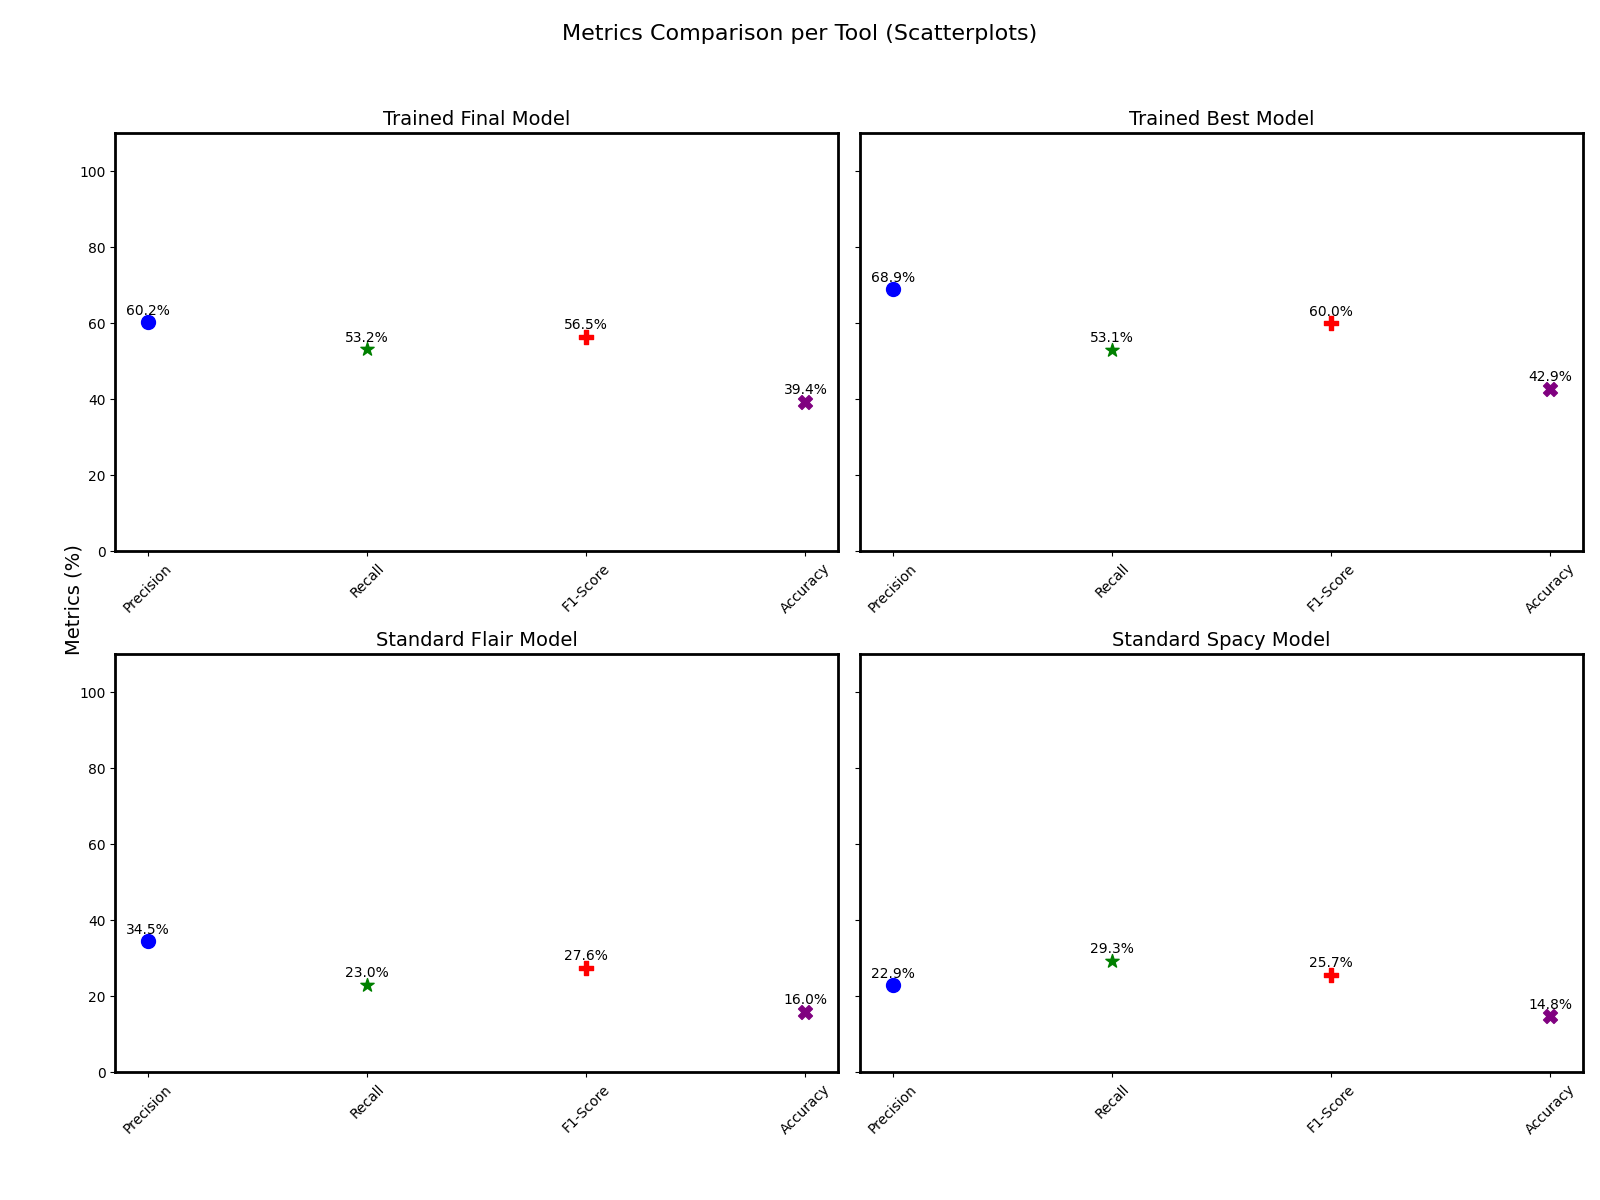 Metrics Comparison per Tool (Scatterplots)
Metrics (%)
Trained Final Model
100
80
60
40
20
0
60.2%
53.2%
56.5%
39.4%
Precision
Recall
F1-Score
Accuracy
Trained Best Model
68.9%
53.1%
60.0%
42.9%
Precision
Recall
F1-Score
Accuracy
Standard Flair Model
100
80
60
40
20
0
34.5%
23.0%
27.6%
16.0%
Precision
Recall
F1-Score
Accuracy
Standard Spacy Model
22.9%
29.3%
25.7%
14.8%
Precision
Recall
F1-Score
Accuracy